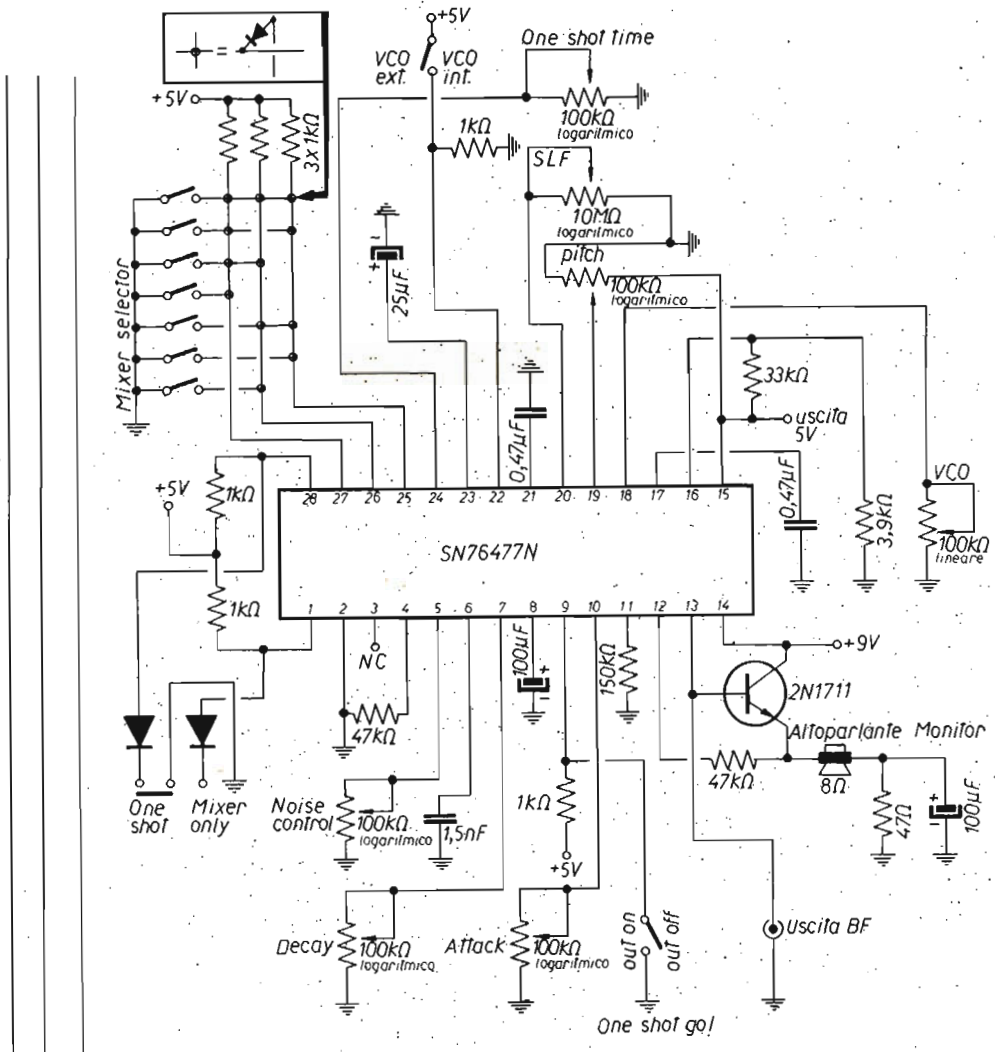 +5V
VCO ext.
VCO int.
One shot time
100kΩ
logaritmico
+5V
3x1kΩ
1kΩ
SLF
10MΩ
logaritmico
pitch
100kΩ
logaritmico
Mixer selector
- +
25µF
33kΩ
uscita
5V
0,47µF
0,47µF
VCO
100kΩ
lineare
3,9kΩ
+5V
1kΩ
1kΩ
28 27 26 25 24 23 22 21 20 19 18 17 16 15
SN76477N
1 2 3 4 5 6 7 8 9 10 11 12 13 14
NC
47kΩ
100µF
+
-
150kΩ
+9V
2N1711
Altoparlante Monitor
8Ω
47kΩ
47Ω
+
-
100µF
One
shot
Mixer
only
Noise
control
100kΩ
logaritmico
1,5nF
1kΩ
+5V
Decay
100kΩ
logaritmico
Attack
100kΩ
logaritmico
out on
out off
Uscita BF
One shot go!